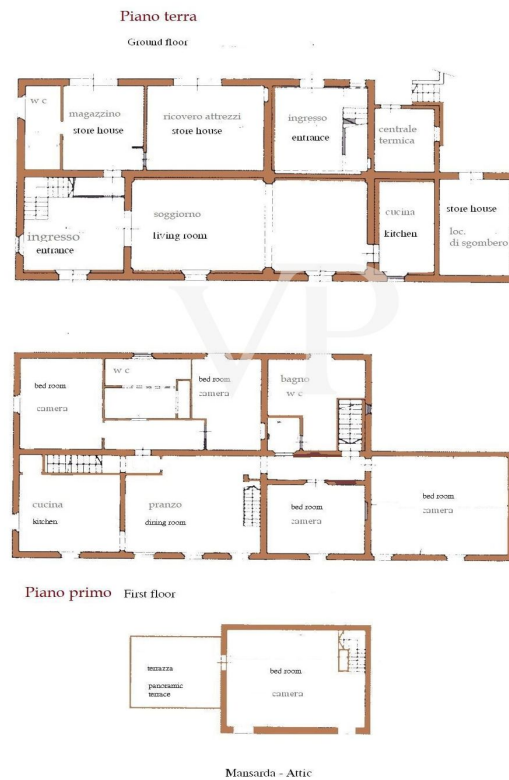 Piano terra
Ground floor
w c
magazzino
store house
ricovero attrezzi
store house
ingresso
entrance
centrale
termica
ingresso
entrance
soggiorno
living room
cucina
kitchen
store house
loc.
di sgombero
VP
bed room
camera
w c
bed room
camera
bagno
w c
cucina
kitchen
pranzo
dining room
bed room
camera
bed room
camera
Piano primo First floor
terrazza
panoramic
terrace
bed room
camera
Mansarda - Attic